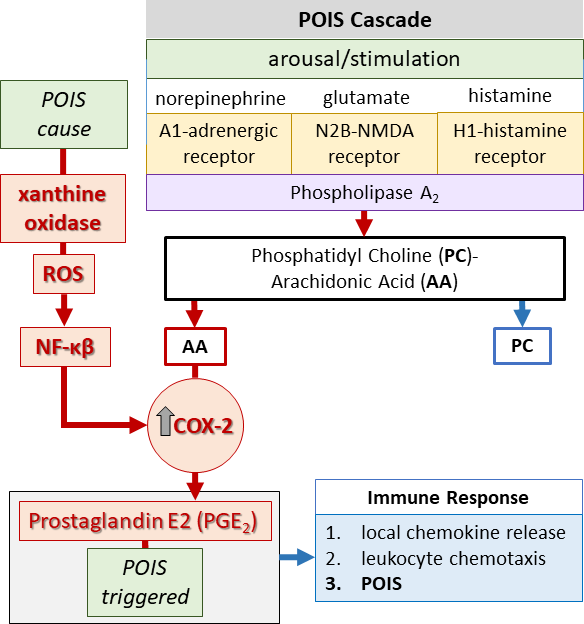 POIS Cascade
arousal/stimulation
norepinephrine
glutamate
histamine
A1-adrenergic
receptor
N2B-NMDA
receptor
H1-histamine
receptor
Phospholipase A₂
POIS
cause
xanthine
oxidase
ROS
NF-κβ
Phosphatidyl Choline (PC)-
Arachidonic Acid (AA)
AA
PC
COX-2
Prostaglandin E2 (PGE₂)
POIS
triggered
Immune Response
1. local chemokine release
2. leukocyte chemotaxis
3. POIS